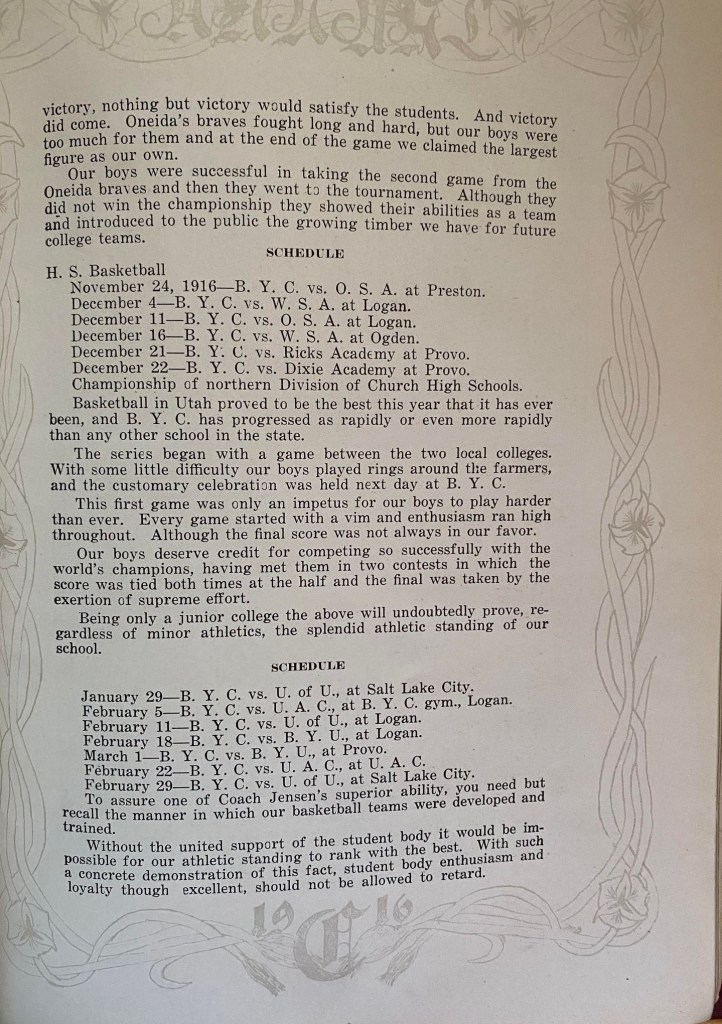 ANNUAL
victory, nothing but victory would satisfy the students. And victory
did come. Oneida's braves fought long and hard, but our boys were
too much for them and at the end of the game we claimed the largest
figure as our own.
Our boys were successful in taking the second game from the
Oneida braves and then they went to the tournament. Although they
did not win the championship they showed their abilities as a team
and introduced to the public the growing timber we have for future
college teams.
SCHEDULE
H. S. Basketball
November 24, 1916—B. Y. C. vs. O. S. A. at Preston.
December 4—B. Y. C. vs. W. S. A. at Logan.
December 11—B. Y. C. vs. O. S. A. at Logan.
December 16—B. Y. C. vs. W. S. A. at Ogden.
December 21—B. Y. C. vs. Ricks Academy at Provo.
December 22—B. Y. C. vs. Dixie Academy at Provo.
Championship of northern Division of Church High Schools.
Basketball in Utah proved to be the best this year that it has ever
been, and B. Y. C. has progressed as rapidly or even more rapidly
than any other school in the state.
The series began with a game between the two local colleges.
With some little difficulty our boys played rings around the farmers,
and the customary celebration was held next day at B. Y. C.
This first game was only an impetus for our boys to play harder
than ever. Every game started with a vim and enthusiasm ran high
throughout. Although the final score was not always in our favor.
Our boys deserve credit for competing so successfully with the
world's champions, having met them in two contests in which the
score was tied both times at the half and the final was taken by the
exertion of supreme effort.
Being only a junior college the above will undoubtedly prove, re-
gardless of minor athletics, the splendid athletic standing of our
school.
SCHEDULE
January 29—B. Y. C. vs. U. of U., at Salt Lake City.
February 5—B. Y. C. vs. U. A. C., at B. Y. C. gym., Logan.
February 11—B. Y. C. vs. U. of U., at Logan.
February 18—B. Y. C. vs. B. Y. U., at Logan.
March 1—B. Y. C. vs. B. Y. U., at Provo.
February 22—B. Y. C. vs. U. A. C., at U. A. C.
February 29—B. Y. C. vs. U. of U., at Salt Lake City.
To assure one of Coach Jensen's superior ability, you need but
recall the manner in which our basketball teams were developed and
trained.
Without the united support of the student body it would be im-
possible for our athletic standing to rank with the best. With such
a concrete demonstration of this fact, student body enthusiasm and
loyalty though excellent, should not be allowed to retard.
19 C 16